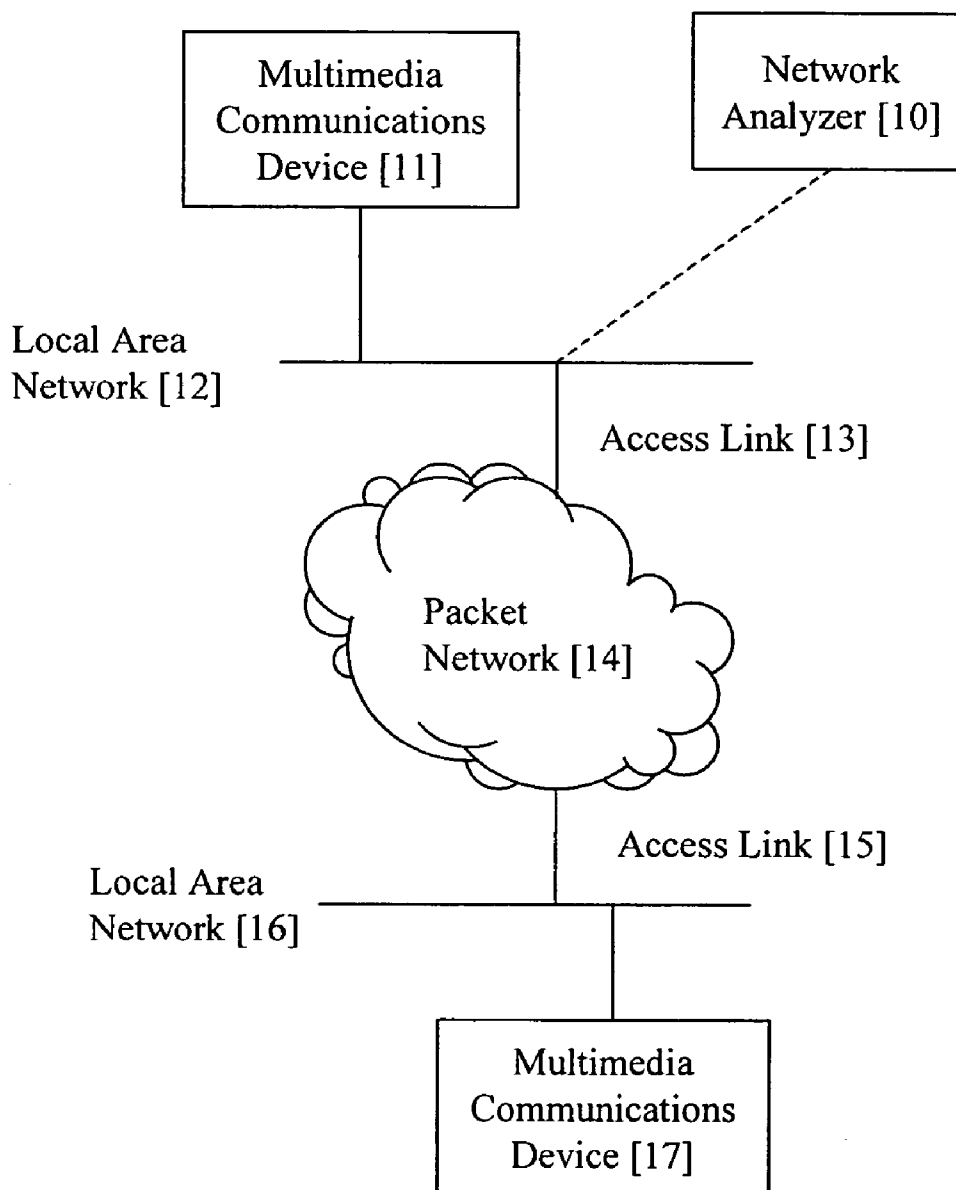 Multimedia
Communications
Device [11]
Network
Analyzer [10]
Local Area
Network [12]
Access Link [13]
Packet
Network [14]
Access Link [15]
Local Area
Network [16]
Multimedia
Communications
Device [17]